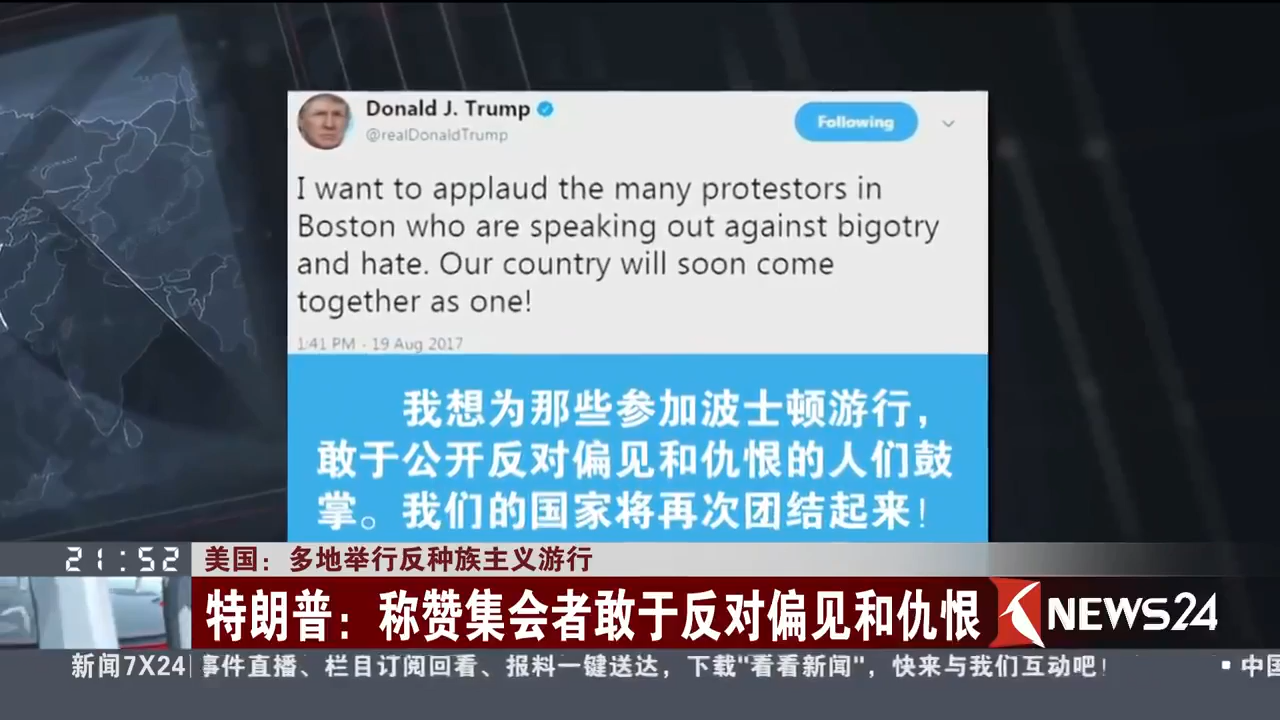 Donald J. Trump
@realDonaldTrump
Following
I want to applaud the many protestors in
Boston who are speaking out against bigotry
and hate. Our country will soon come
together as one!
1:41 PM - 19 Aug 2017
我想为那些参加波士顿游行，
敢于公开反对偏见和仇恨的人们鼓
掌。我们的国家将再次团结起来！
21:52
美国：多地举行反种族主义游行
特朗普：称赞集会者敢于反对偏见和仇恨
KNEWS24
新闻7X24
事件直播、栏目订阅回看、报料一键送达，下载"看看新闻"，快来与我们互动吧！
▪ 中国